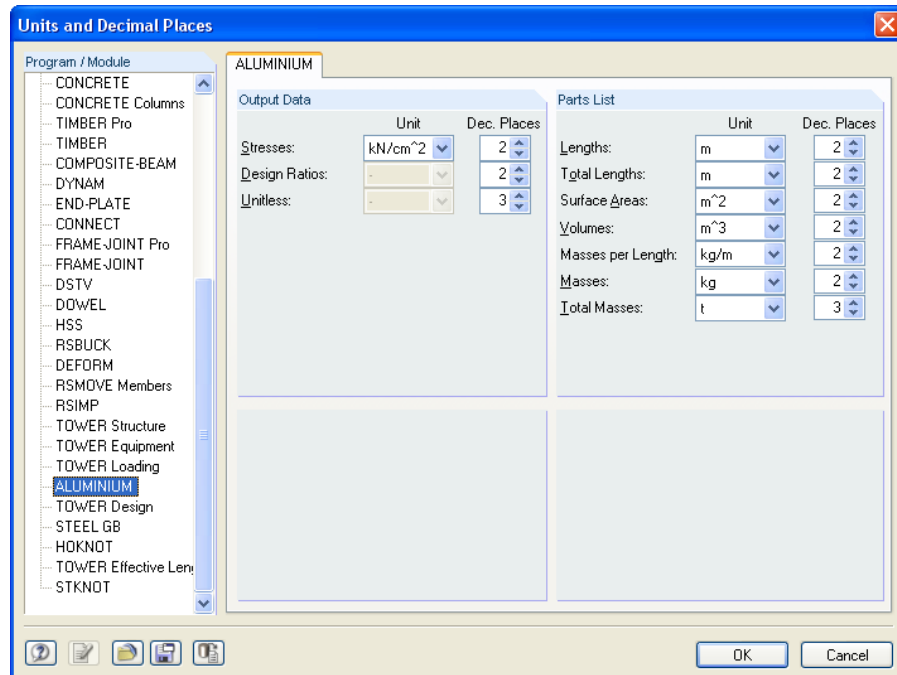 Units and Decimal Places
Program / Module
CONCRETE
CONCRETE Columns
TIMBER Pro
TIMBER
COMPOSITE-BEAM
DYNAM
END-PLATE
CONNECT
FRAME-JOINT Pro
FRAME-JOINT
DSTV
DOWEL
HSS
RSBUCK
DEFORM
RSMOVE Members
RSIMP
TOWER Structure
TOWER Equipment
TOWER Loading
ALUMINIUM
TOWER Design
STEEL GB
HOKNOT
TOWER Effective Len
STKNOT
ALUMINIUM
Output Data
Unit Dec. Places
Stresses: kN/cm^2 2
Design Ratios: - 2
Unitless: - 3
Parts List
Unit Dec. Places
Lengths: m 2
Total Lengths: m 2
Surface Areas: m^2 2
Volumes: m^3 2
Masses per Length: kg/m 2
Masses: kg 2
Total Masses: t 3
OK Cancel